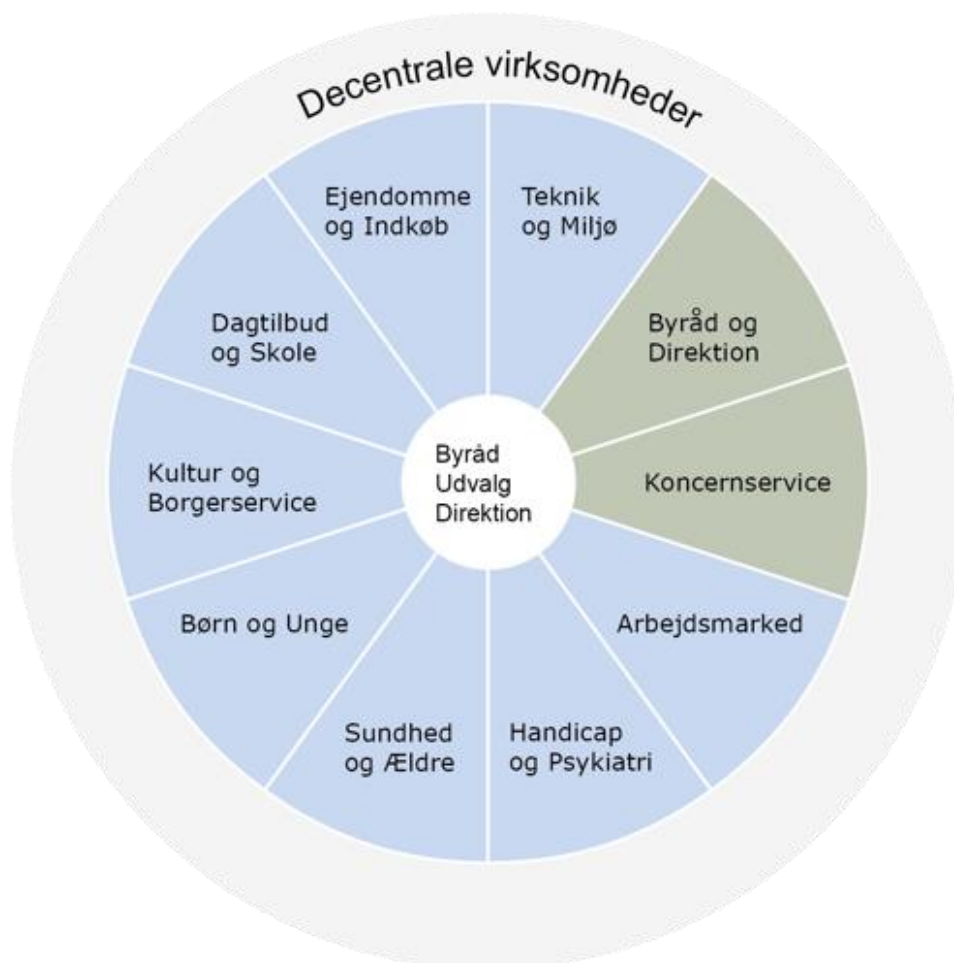 Decentrale virksomheder
Ejendomme
og Indkøb
Teknik
og Miljø
Dagtilbud
og Skole
Byråd og
Direktion
Kultur og
Borgerservice
Byråd
Udvalg
Direktion
Koncernservice
Børn og Unge
Arbejdsmarked
Sundhed
og Ældre
Handicap
og Psykiatri